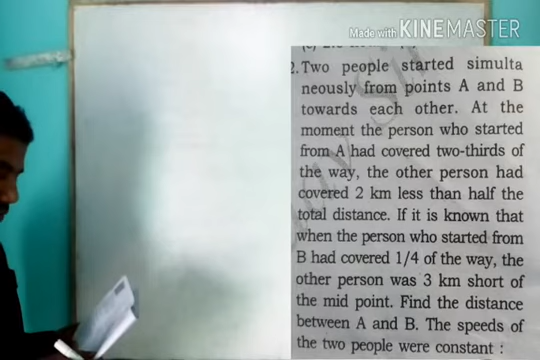 Made with KINEMASTER
2. Two people started simulta
neously from points A and B
towards each other. At the
moment the person who started
from A had covered two-thirds of
the way, the other person had
covered 2 km less than half the
total distance. If it is known that
when the person who started from
B had covered 1/4 of the way, the
other person was 3 km short of
the mid point. Find the distance
between A and B. The speeds of
the two people were constant :